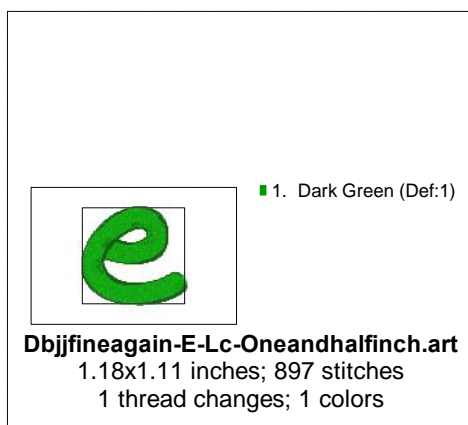 1. Dark Green (Def:1)
e
Dbjjfineagain-E-Lc-Oneandhalfinch.art
1.18x1.11 inches; 897 stitches
1 thread changes; 1 colors